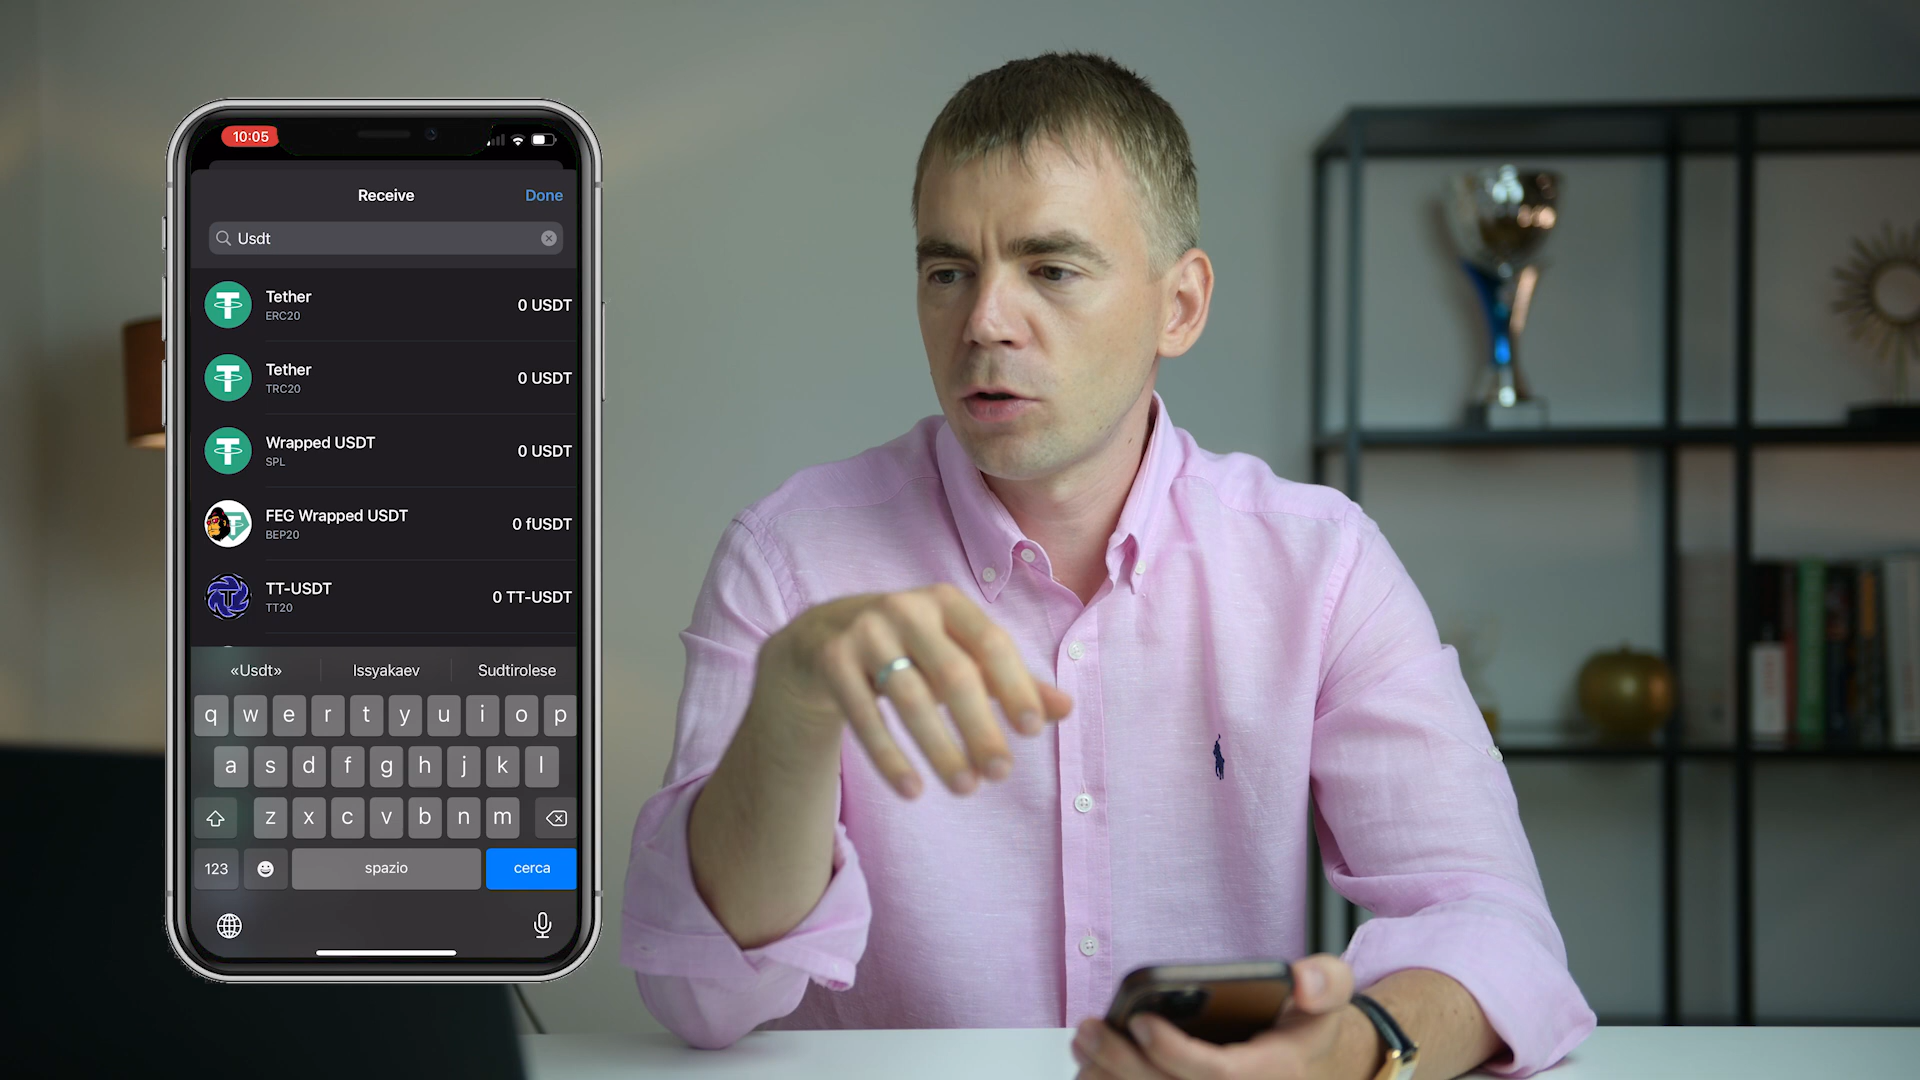 10:05
Receive
Done
Usdt
Tether
ERC20
0 USDT
Tether
TRC20
0 USDT
Wrapped USDT
SPL
0 USDT
FEG Wrapped USDT
BEP20
0 fUSDT
TT-USDT
TT20
0 TT-USDT
«Usdt» Issyakaev Sudtirolese
q w e r t y u i o p
a s d f g h j k l
z x c v b n m
123 spazio cerca